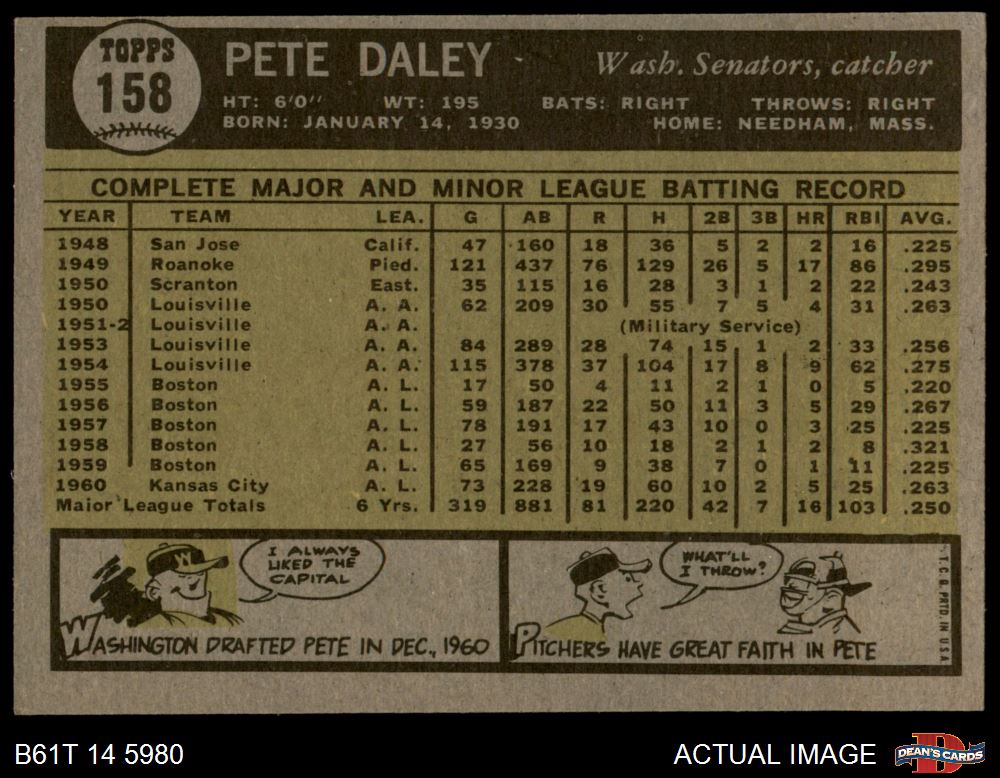 TOPPS
158
PETE DALEY
Wash. Senators, catcher
HT: 6'0" WT: 195 BATS: RIGHT THROWS: RIGHT
BORN: JANUARY 14, 1930 HOME: NEEDHAM, MASS.
COMPLETE MAJOR AND MINOR LEAGUE BATTING RECORD
YEAR TEAM LEA. G AB R H 2B 3B HR RBI AVG.
1948 San Jose Calif. 47 160 18 36 5 2 2 16 .225
1949 Roanoke Pied. 121 437 76 129 26 5 17 86 .295
1950 Scranton East. 35 115 16 28 3 1 2 22 .243
1950 Louisville A. A. 62 209 30 55 7 5 4 31 .263
1951-2 Louisville A. A. (Military Service)
1953 Louisville A. A. 84 289 28 74 15 1 2 33 .256
1954 Louisville A. A. 115 378 37 104 17 8 9 62 .275
1955 Boston A. L. 17 50 4 11 2 1 0 5 .220
1956 Boston A. L. 59 187 22 50 11 3 5 29 .267
1957 Boston A. L. 78 191 17 43 10 0 3 25 .225
1958 Boston A. L. 27 56 10 18 2 1 2 8 .321
1959 Boston A. L. 65 169 9 38 7 0 1 11 .225
1960 Kansas City A. L. 73 228 19 60 10 2 5 25 .263
Major League Totals 6 Yrs. 319 881 81 220 42 7 16 103 .250
W
I ALWAYS
LIKED THE
CAPITAL
WASHINGTON DRAFTED PETE IN DEC., 1960
WHAT'LL
I THROW?
PITCHERS HAVE GREAT FAITH IN PETE
T. C. G. PRTD. IN U S A
B61T 14 5980
ACTUAL IMAGE
DEAN'S CARDS